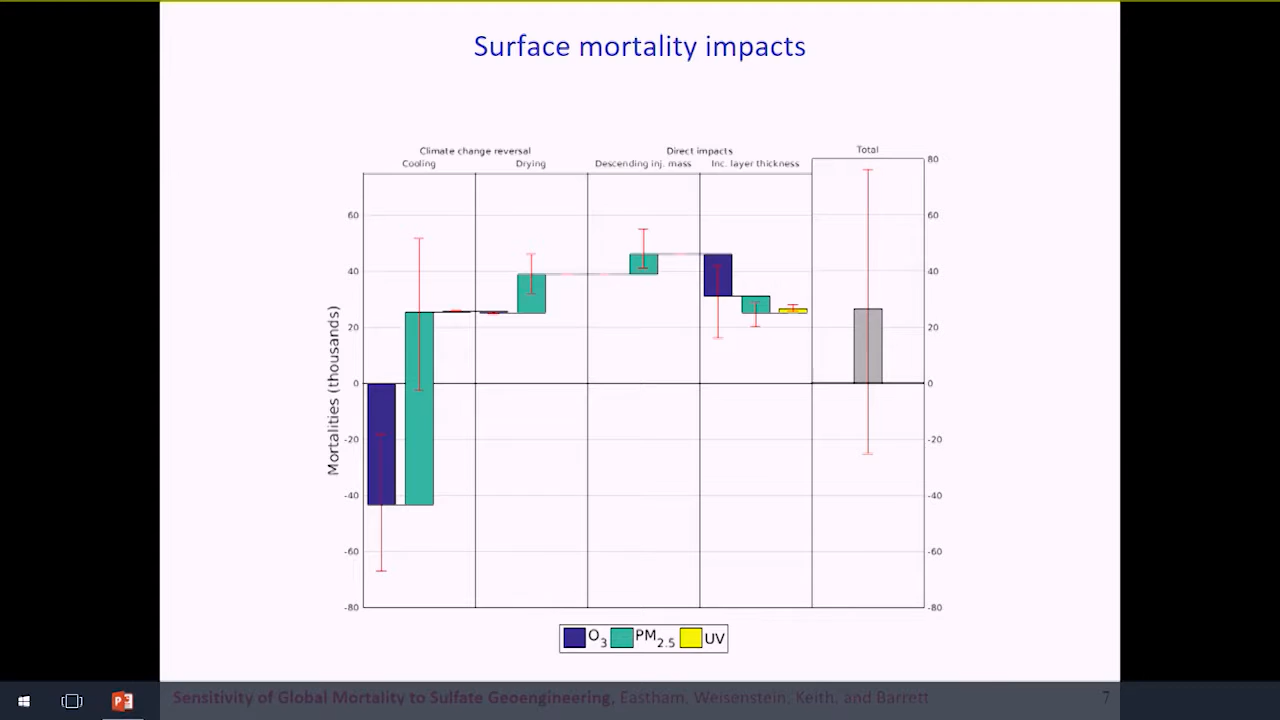 Surface mortality impacts
Climate change reversal
Direct impacts
Total
Cooling
Drying
Descending inj. mass
Inc. layer thickness
80
60
60
40
40
20
20
0
0
-20
-20
-40
-40
-60
-60
-80
-80
Mortalities (thousands)
O3
PM2.5
UV
Sensitivity of Global Mortality to Sulfate Geoengineering, Eastham, Weisenstein, Keith, and Barrett
7